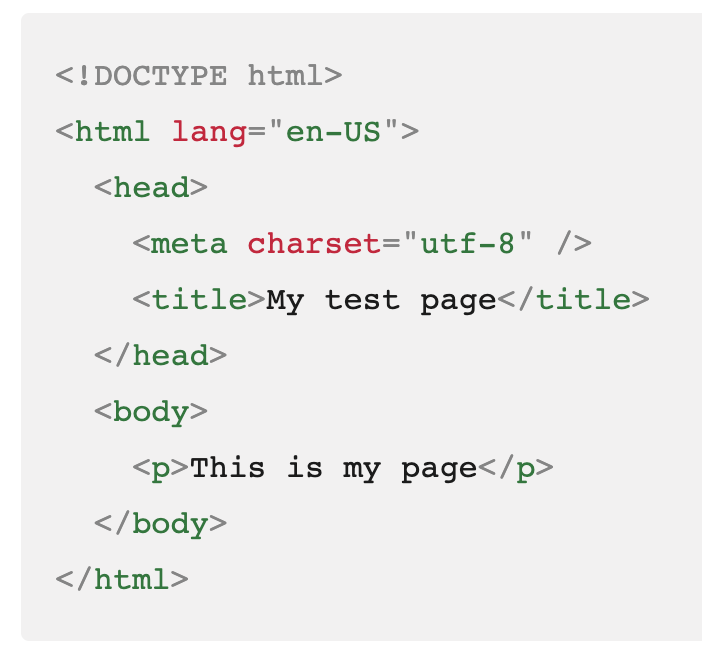 <!DOCTYPE html>
<html lang="en-US">
  <head>
    <meta charset="utf-8" />
    <title>My test page</title>
  </head>
  <body>
    <p>This is my page</p>
  </body>
</html>